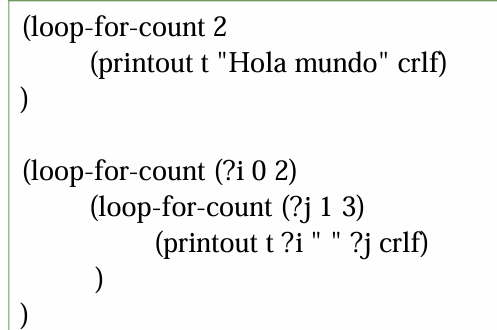 (loop-for-count 2
(printout t "Hola mundo" crlf)
)
(loop-for-count (?i 0 2)
(loop-for-count (?j 1 3)
(printout t ?i " " ?j crlf)
)
)